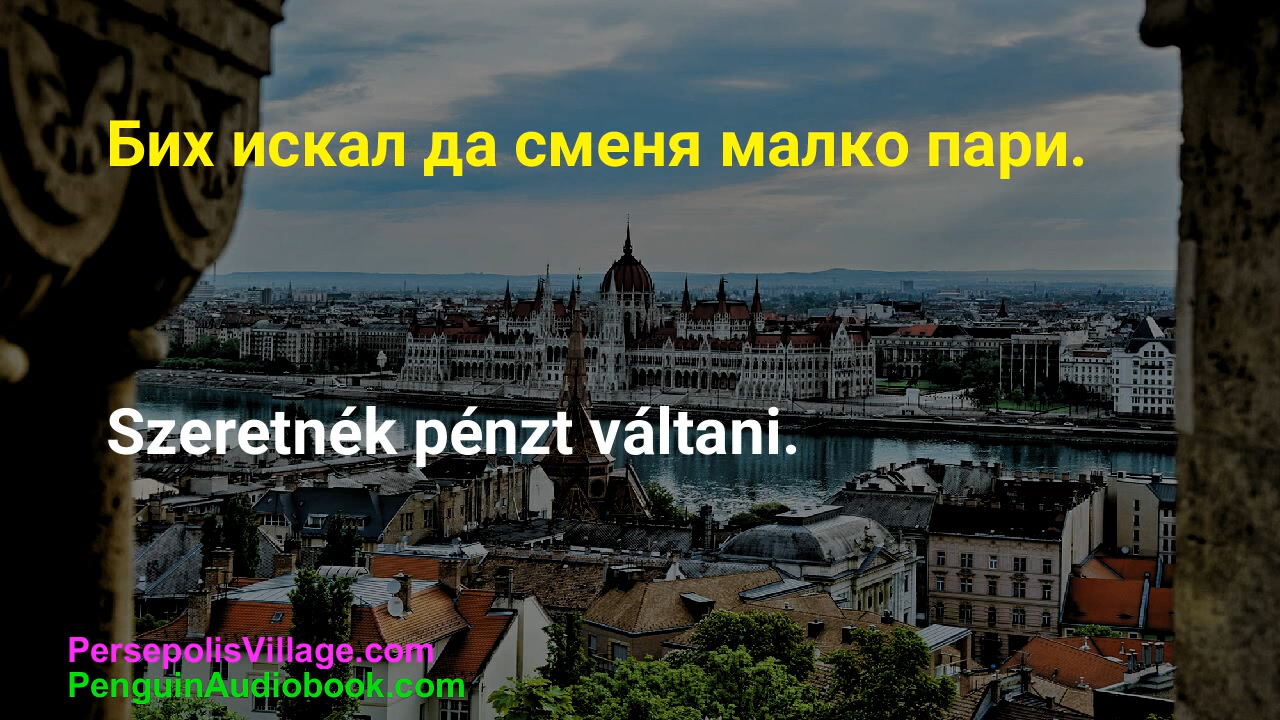 Бих искал да сменя малко пари.
Szeretnék pénzt váltani.
PersepolisVillage.com
PenguinAudiobook.com